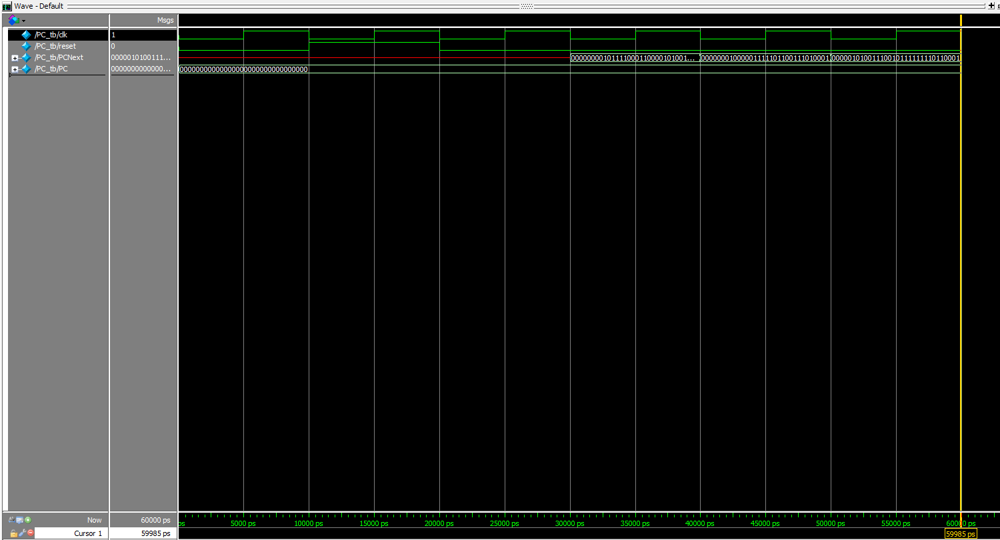 Wave - Default
Msgs
/PC_tb/clk 1
/PC_tb/reset 0
/PC_tb/PCNext 0000010100111... 00000000101111000110000101001... 00000001000001111101100111010001 00000101001110010111111110110001
/PC_tb/PC 0000000000000... 00000000000000000000000000000000
Now 60000 ps ps 5000 ps 10000 ps 15000 ps 20000 ps 25000 ps 30000 ps 35000 ps 40000 ps 45000 ps 50000 ps 55000 ps 60000 ps
Cursor 1 59985 ps 59985 ps